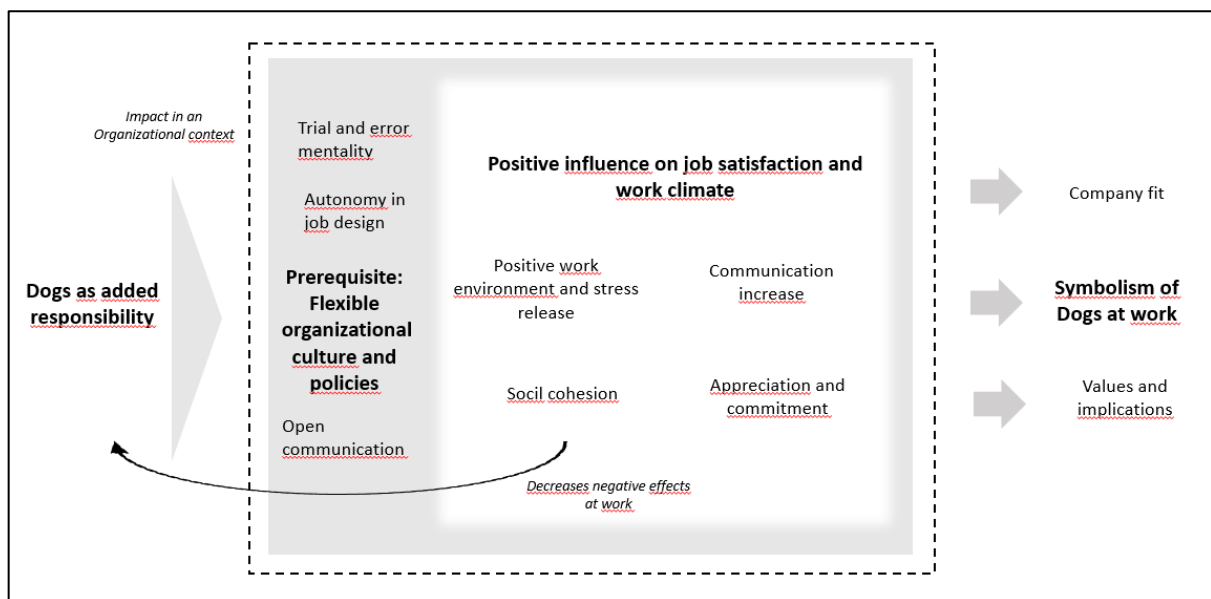 Impact in an
Organizational context
Dogs as added
responsibility
Trial and error
mentality
Autonomy in
job design
Prerequisite:
Flexible
organizational
culture and
policies
Open
communication
Positive influence on job satisfaction and
work climate
Positive work
environment and stress
release
Communication
increase
Socil cohesion
Appreciation and
commitment
Decreases negative effects
at work
Company fit
Symbolism of
Dogs at work
Values and
implications